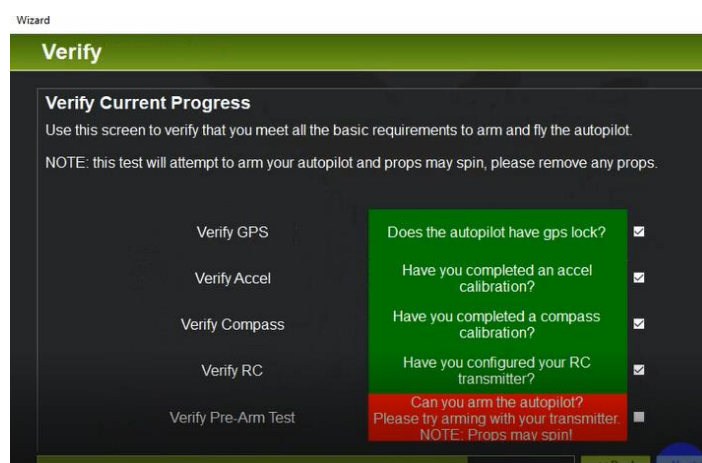 Wizard
Verify
Verify Current Progress
Use this screen to verify that you meet all the basic requirements to arm and fly the autopilot.
NOTE: this test will attempt to arm your autopilot and props may spin, please remove any props.
Verify GPS
Does the autopilot have gps lock?
Verify Accel
Have you completed an accel
calibration?
Verify Compass
Have you completed a compass
calibration?
Verify RC
Have you configured your RC
transmitter?
Verify Pre-Arm Test
Can you arm the autopilot?
Please try arming with your transmitter.
NOTE: Props may spin!